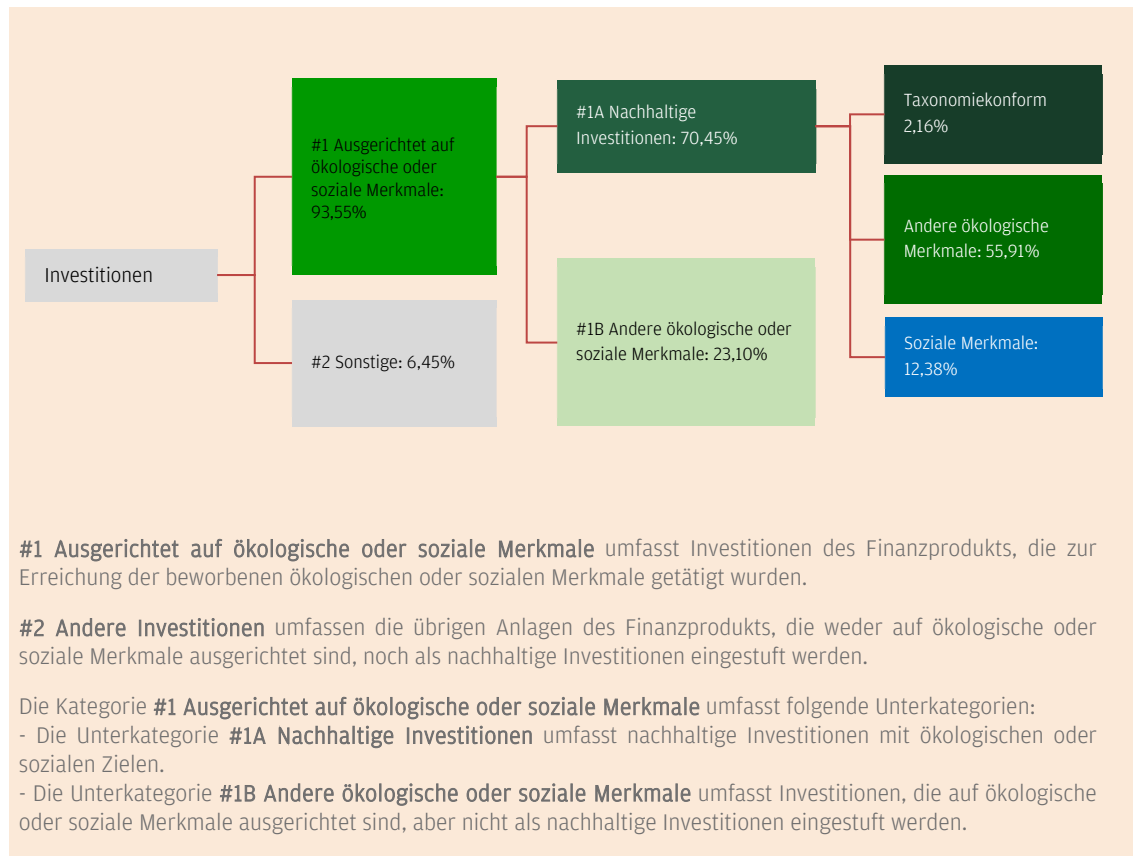 Investitionen
#1 Ausgerichtet auf
ökologische oder
soziale Merkmale:
93,55%
#2 Sonstige: 6,45%
#1A Nachhaltige
Investitionen: 70,45%
#1B Andere ökologische oder
soziale Merkmale: 23,10%
Taxonomiekonform
2,16%
Andere ökologische
Merkmale: 55,91%
Soziale Merkmale:
12,38%
#1 Ausgerichtet auf ökologische oder soziale Merkmale umfasst Investitionen des Finanzprodukts, die zur
Erreichung der beworbenen ökologischen oder sozialen Merkmale getätigt wurden.
#2 Andere Investitionen umfassen die übrigen Anlagen des Finanzprodukts, die weder auf ökologische oder
soziale Merkmale ausgerichtet sind, noch als nachhaltige Investitionen eingestuft werden.
Die Kategorie #1 Ausgerichtet auf ökologische oder soziale Merkmale umfasst folgende Unterkategorien:
- Die Unterkategorie #1A Nachhaltige Investitionen umfasst nachhaltige Investitionen mit ökologischen oder
sozialen Zielen.
- Die Unterkategorie #1B Andere ökologische oder soziale Merkmale umfasst Investitionen, die auf ökologische
oder soziale Merkmale ausgerichtet sind, aber nicht als nachhaltige Investitionen eingestuft werden.